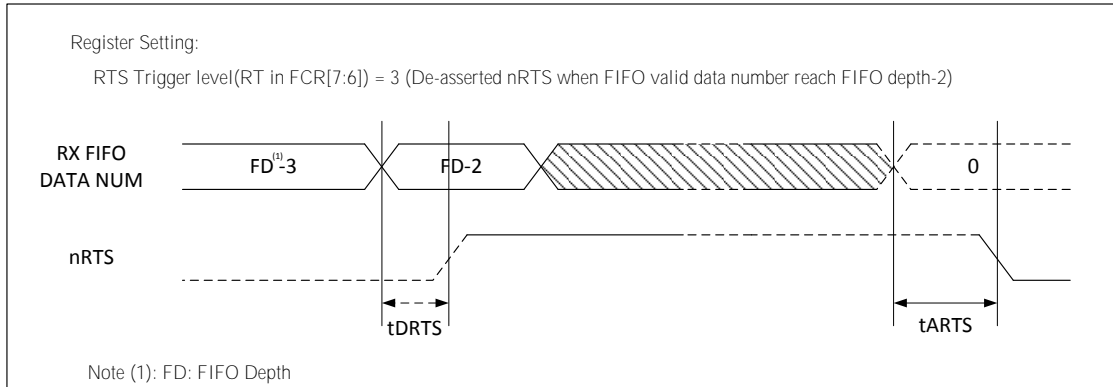 Register Setting:
RTS Trigger level(RT in FCR[7:6]) = 3 (De-asserted nRTS when FIFO valid data number reach FIFO depth-2)
RX FIFO
DATA NUM
FD(1)-3
FD-2
0
nRTS
tDRTS
tARTS
Note (1): FD: FIFO Depth